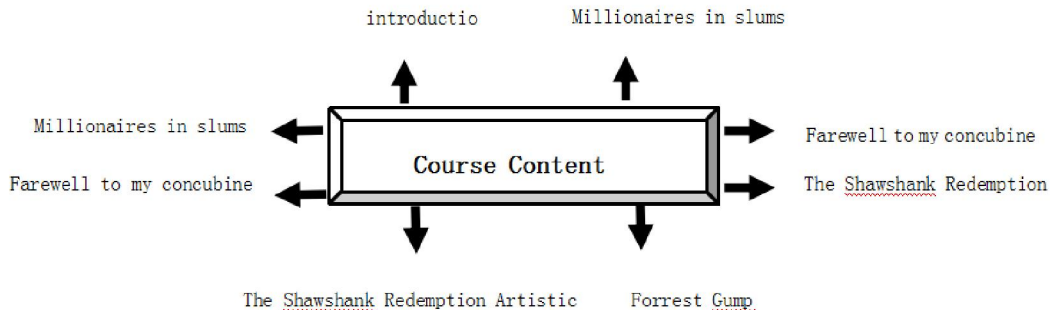 introductio
Millionaires in slums
Millionaires in slums
Farewell to my concubine
Course Content
Farewell to my concubine
The Shawshank Redemption
The Shawshank Redemption Artistic
Forrest Gump